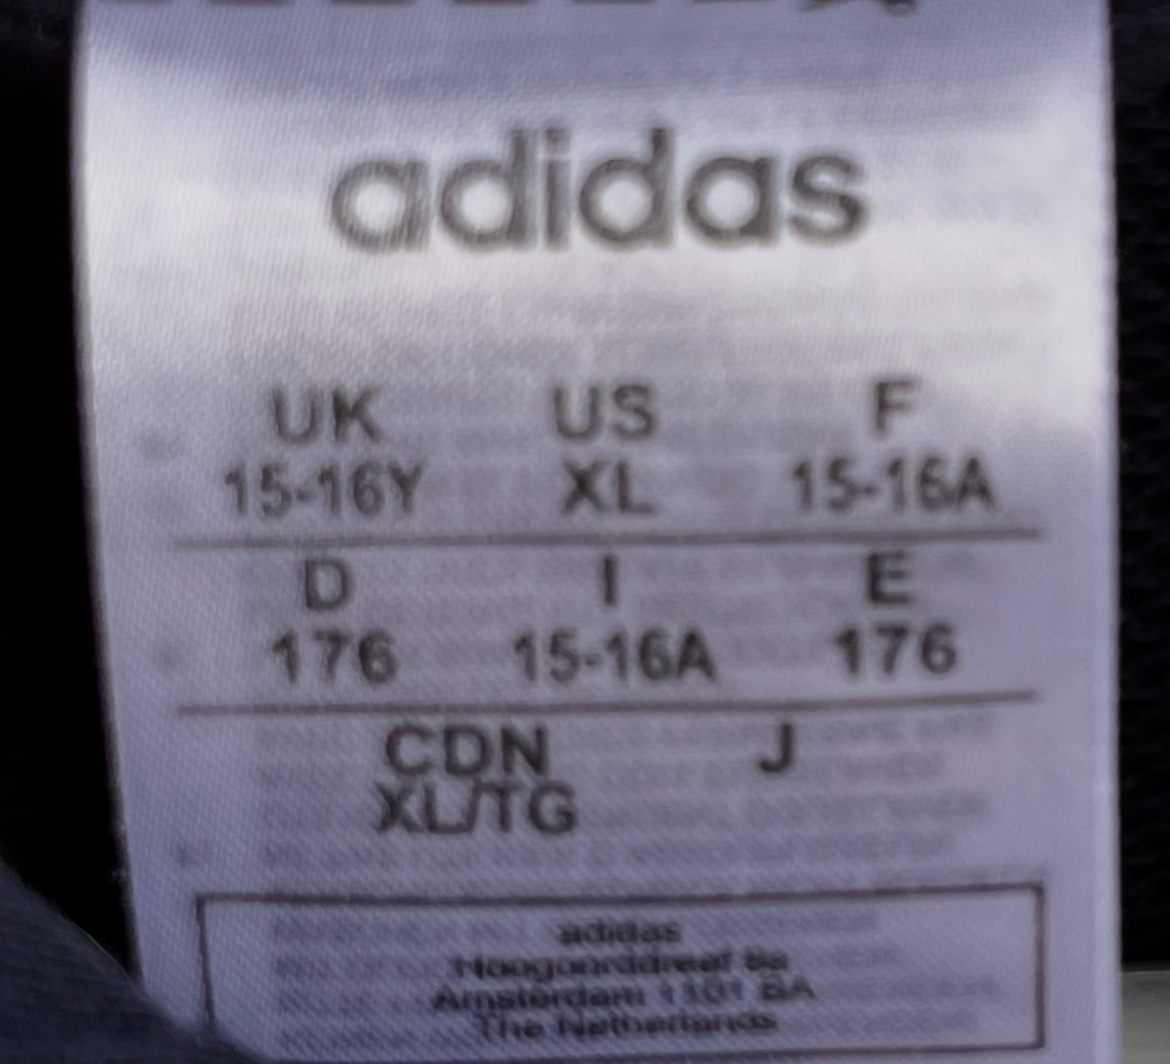 adidas
UK US F
15-16Y XL 15-16A
D I E
176 15-16A 176
CDN J
XL/TG
adidas
Hoogoorddreef 9a
Amsterdam 1101 BA
The Netherlands